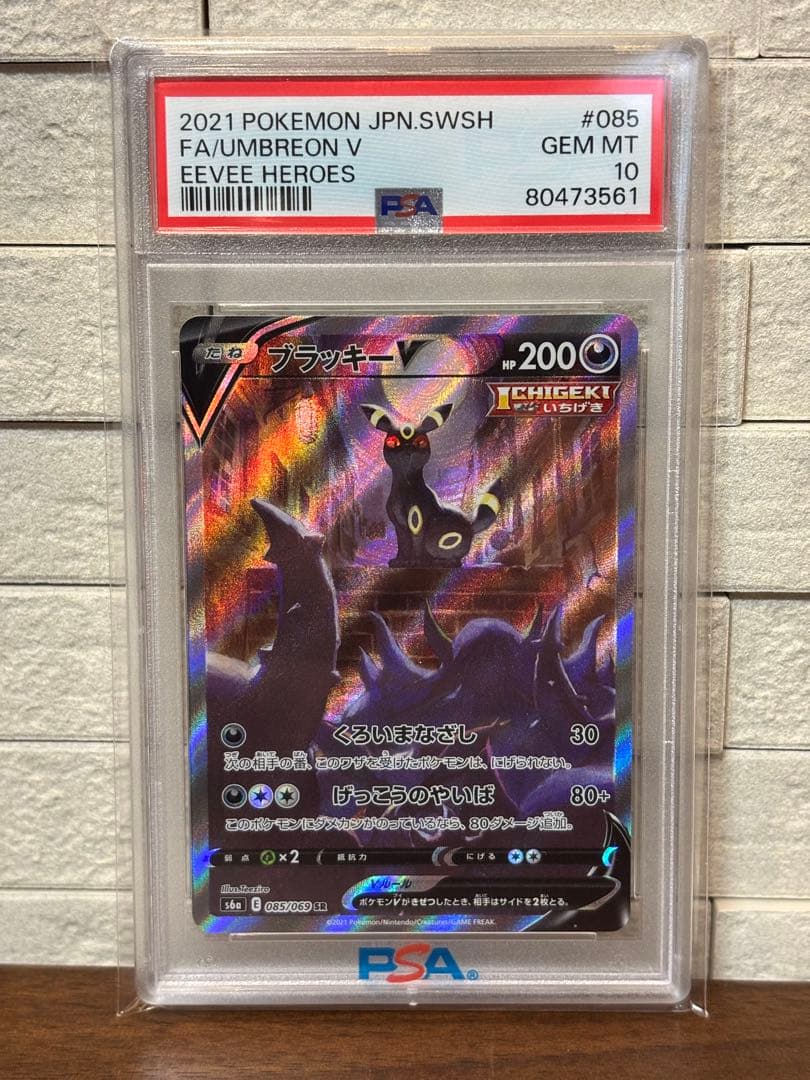 2021 POKEMON JPN.SWSH #085
FA/UMBREON V GEM MT
EEVEE HEROES 10
80473561
PSA
たね ブラッキーV HP 200
ICHIGEKI
いちげき
くろいまなざし 30
次の相手の番、このワザを受けたポケモンは、にげられない。
げっこうのやいば 80+
このポケモンにダメカンがのっているなら、80ダメージ追加。
弱点 ×2 抵抗力 にげる
Vルール
Illus.Teeziro
ポケモンVがきぜつしたとき、相手はサイドを2枚とる。
s6a E 085/069 SR
©2021 Pokémon/Nintendo/Creatures/GAME FREAK.
PSA®